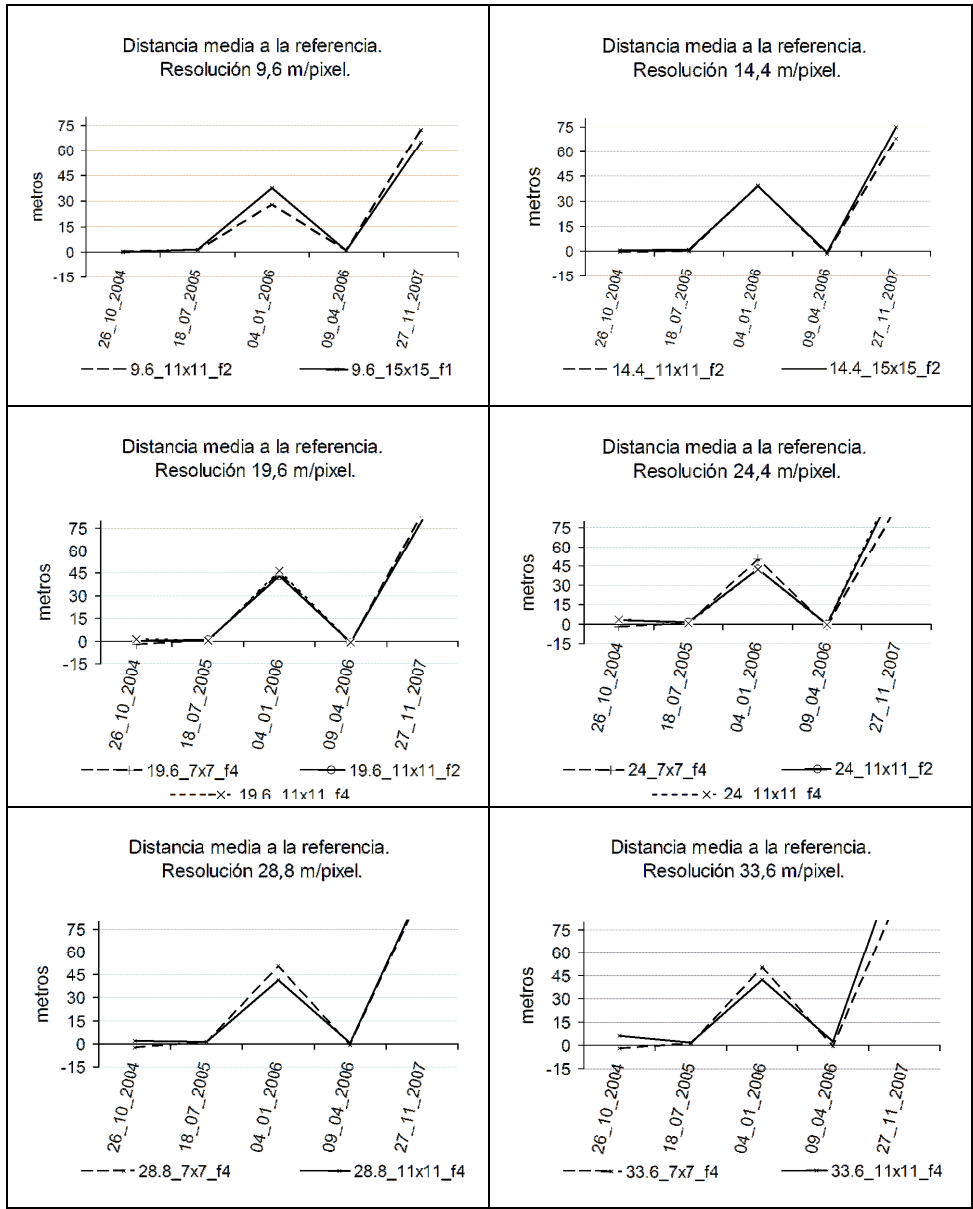 Distancia media a la referencia.
Resolución 9,6 m/pixel.
75
60
45
30
15
0
-15
metros
26_10_2004
18_07_2005
04_01_2006
09_04_2006
27_11_2007
9.6_11x11_f2
9.6_15x15_f1
Distancia media a la referencia.
Resolución 14,4 m/pixel.
75
60
45
30
15
0
-15
metros
26_10_2004
18_07_2005
04_01_2006
09_04_2006
27_11_2007
14.4_11x11_f2
14.4_15x15_f2
Distancia media a la referencia.
Resolución 19,6 m/pixel.
75
60
45
30
15
0
-15
metros
26_10_2004
18_07_2005
04_01_2006
09_04_2006
27_11_2007
19.6_7x7_f4
19.6_11x11_f2
19.6_11x11_f4
Distancia media a la referencia.
Resolución 24,4 m/pixel.
75
60
45
30
15
0
-15
metros
26_10_2004
18_07_2005
04_01_2006
09_04_2006
27_11_2007
24_7x7_f4
24_11x11_f2
24_11x11_f4
Distancia media a la referencia.
Resolución 28,8 m/pixel.
75
60
45
30
15
0
-15
metros
26_10_2004
18_07_2005
04_01_2006
09_04_2006
27_11_2007
28.8_7x7_f4
28.8_11x11_f4
Distancia media a la referencia.
Resolución 33,6 m/pixel.
75
60
45
30
15
0
-15
metros
26_10_2004
18_07_2005
04_01_2006
09_04_2006
27_11_2007
33.6_7x7_f4
33.6_11x11_f4